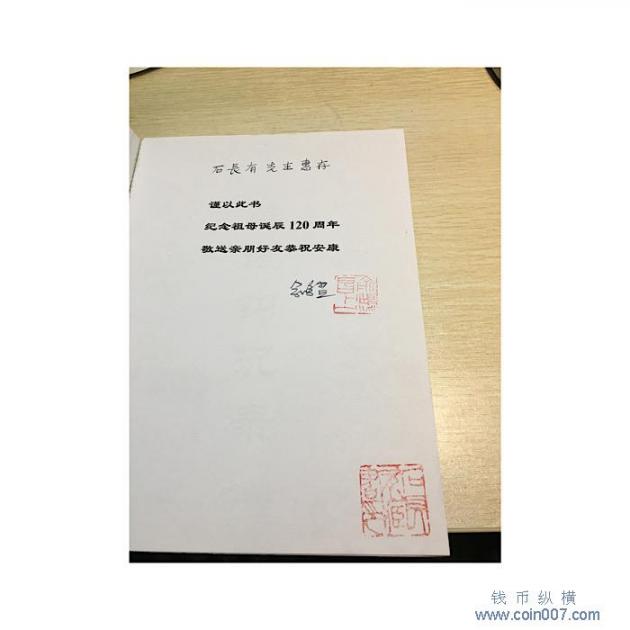 石長有先生惠存
谨以此书
纪念祖母诞辰 120 周年
敬送亲朋好友恭祝安康
钱币纵横
www.coin007.com